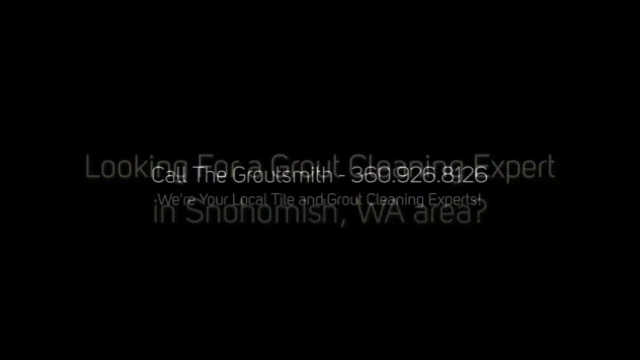 Looking For a Grout Cleaning Expert
Call The Groutsmith - 360.926.8126
We're Your Local Tile and Grout Cleaning Experts!
in Snohomish, WA area?